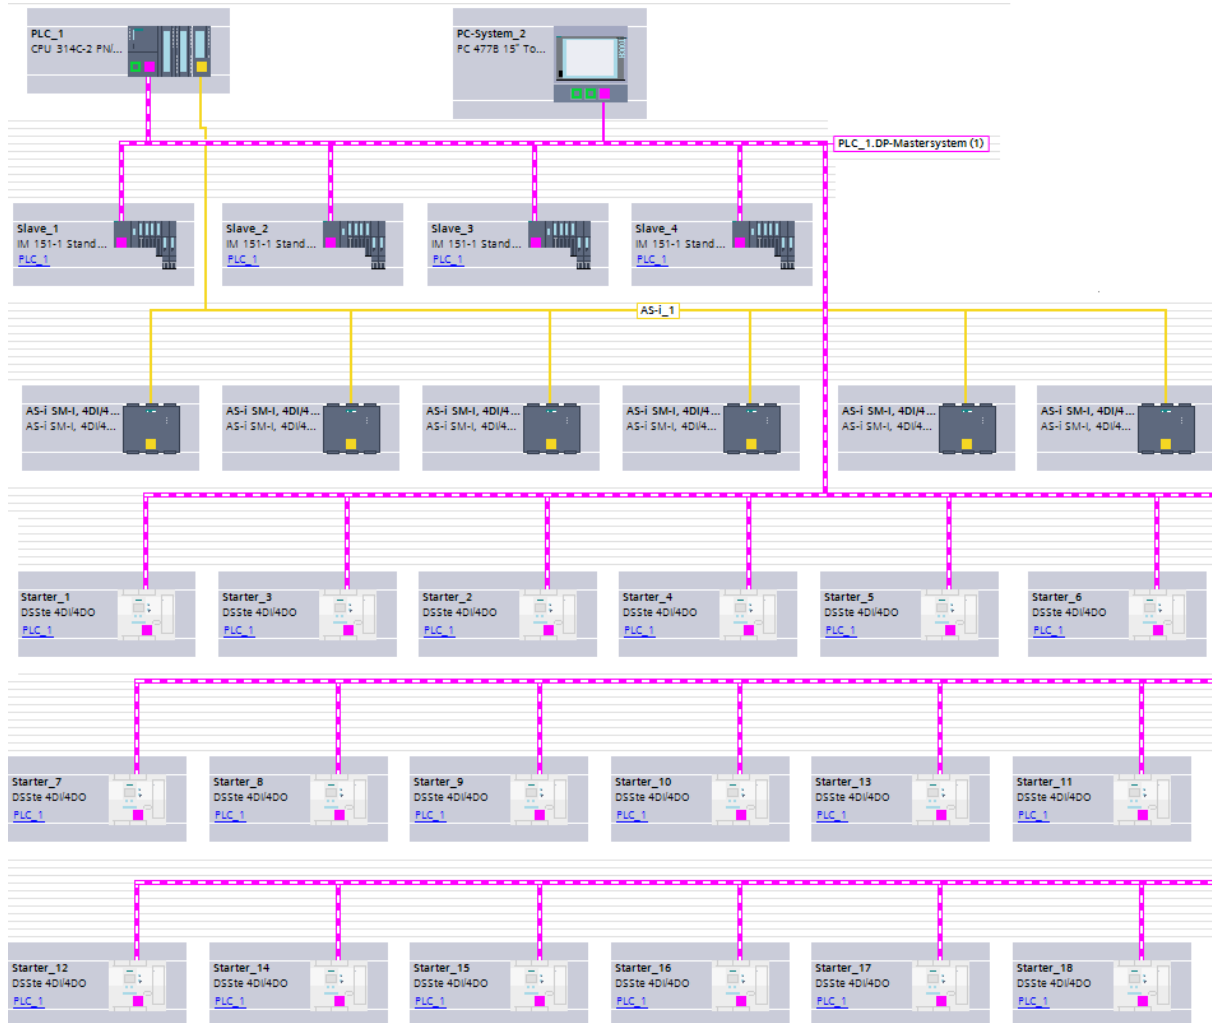 PLC_1
CPU 314C-2 PN/...
PC-System_2
PC 477B 15" To...
PLC_1.DP-Mastersystem (1)
Slave_1
IM 151-1 Stand...
PLC_1
Slave_2
IM 151-1 Stand...
PLC_1
Slave_3
IM 151-1 Stand...
PLC_1
Slave_4
IM 151-1 Stand...
PLC_1
AS-i_1
AS-i SM-I, 4DI/4...
AS-i SM-I, 4DI/4...
AS-i SM-I, 4DI/4...
AS-i SM-I, 4DI/4...
AS-i SM-I, 4DI/4...
AS-i SM-I, 4DI/4...
AS-i SM-I, 4DI/4...
AS-i SM-I, 4DI/4...
AS-i SM-I, 4DI/4...
AS-i SM-I, 4DI/4...
AS-i SM-I, 4DI/4...
AS-i SM-I, 4DI/4...
Starter_1
DSSte 4DI/4DO
PLC_1
Starter_3
DSSte 4DI/4DO
PLC_1
Starter_2
DSSte 4DI/4DO
PLC_1
Starter_4
DSSte 4DI/4DO
PLC_1
Starter_5
DSSte 4DI/4DO
PLC_1
Starter_6
DSSte 4DI/4DO
PLC_1
Starter_7
DSSte 4DI/4DO
PLC_1
Starter_8
DSSte 4DI/4DO
PLC_1
Starter_9
DSSte 4DI/4DO
PLC_1
Starter_10
DSSte 4DI/4DO
PLC_1
Starter_13
DSSte 4DI/4DO
PLC_1
Starter_11
DSSte 4DI/4DO
PLC_1
Starter_12
DSSte 4DI/4DO
PLC_1
Starter_14
DSSte 4DI/4DO
PLC_1
Starter_15
DSSte 4DI/4DO
PLC_1
Starter_16
DSSte 4DI/4DO
PLC_1
Starter_17
DSSte 4DI/4DO
PLC_1
Starter_18
DSSte 4DI/4DO
PLC_1